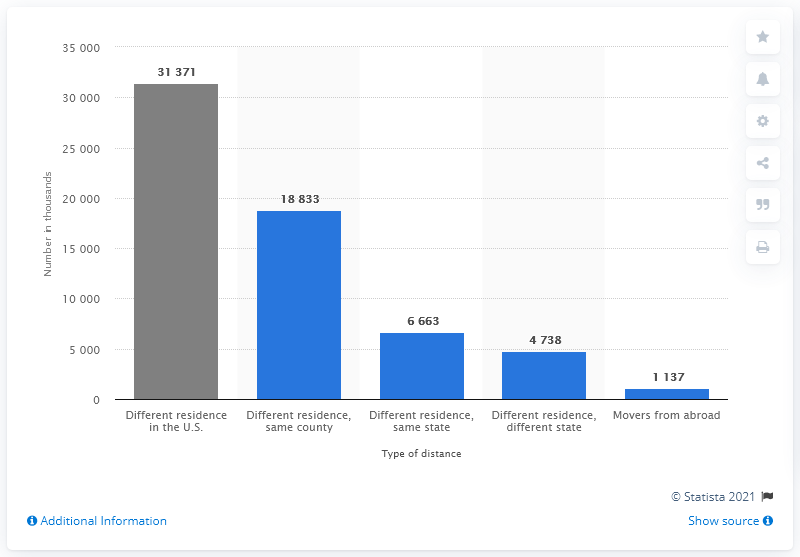 35 000
30 000
25 000
20 000
15 000
10 000
5 000
0
Number in thousands
31 371
18 833
6 663
4 738
1 137
Different residence
in the U.S.
Different residence,
same county
Different residence,
same state
Different residence,
different state
Movers from abroad
Type of distance
© Statista 2021
Additional Information
Show source